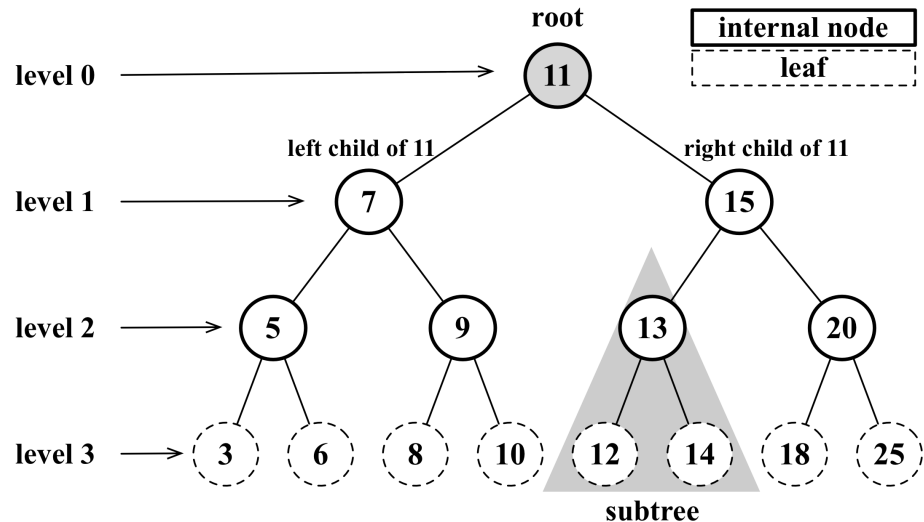 root
internal node
leaf
level 0
11
left child of 11
right child of 11
level 1
7
15
level 2
5
9
13
20
level 3
3
6
8
10
12
14
18
25
subtree